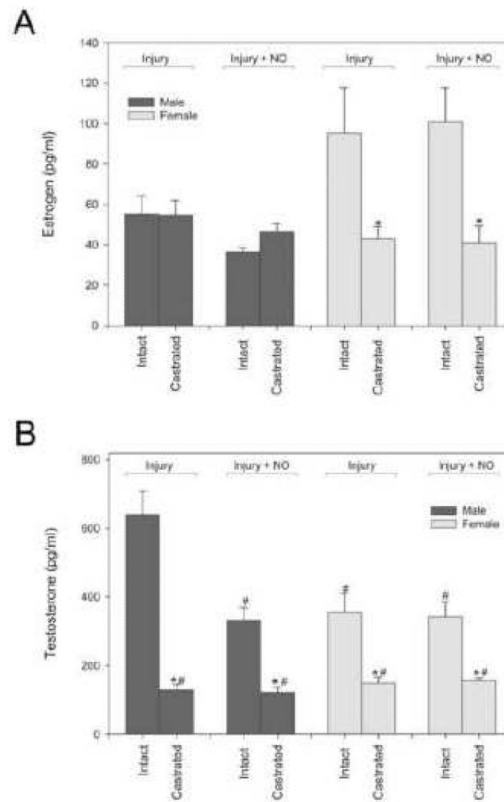 A
Injury Injury + NO Injury Injury + NO
140
120
100
80
60
40
20
0
Estrogen (pg/ml)
Male
Female
* *
Intact Castrated Intact Castrated Intact Castrated Intact Castrated
B
Injury Injury + NO Injury Injury + NO
800
600
400
200
0
Testosterone (pg/ml)
Male
Female
# # #
*,# *,# *,# *,#
Intact Castrated Intact Castrated Intact Castrated Intact Castrated